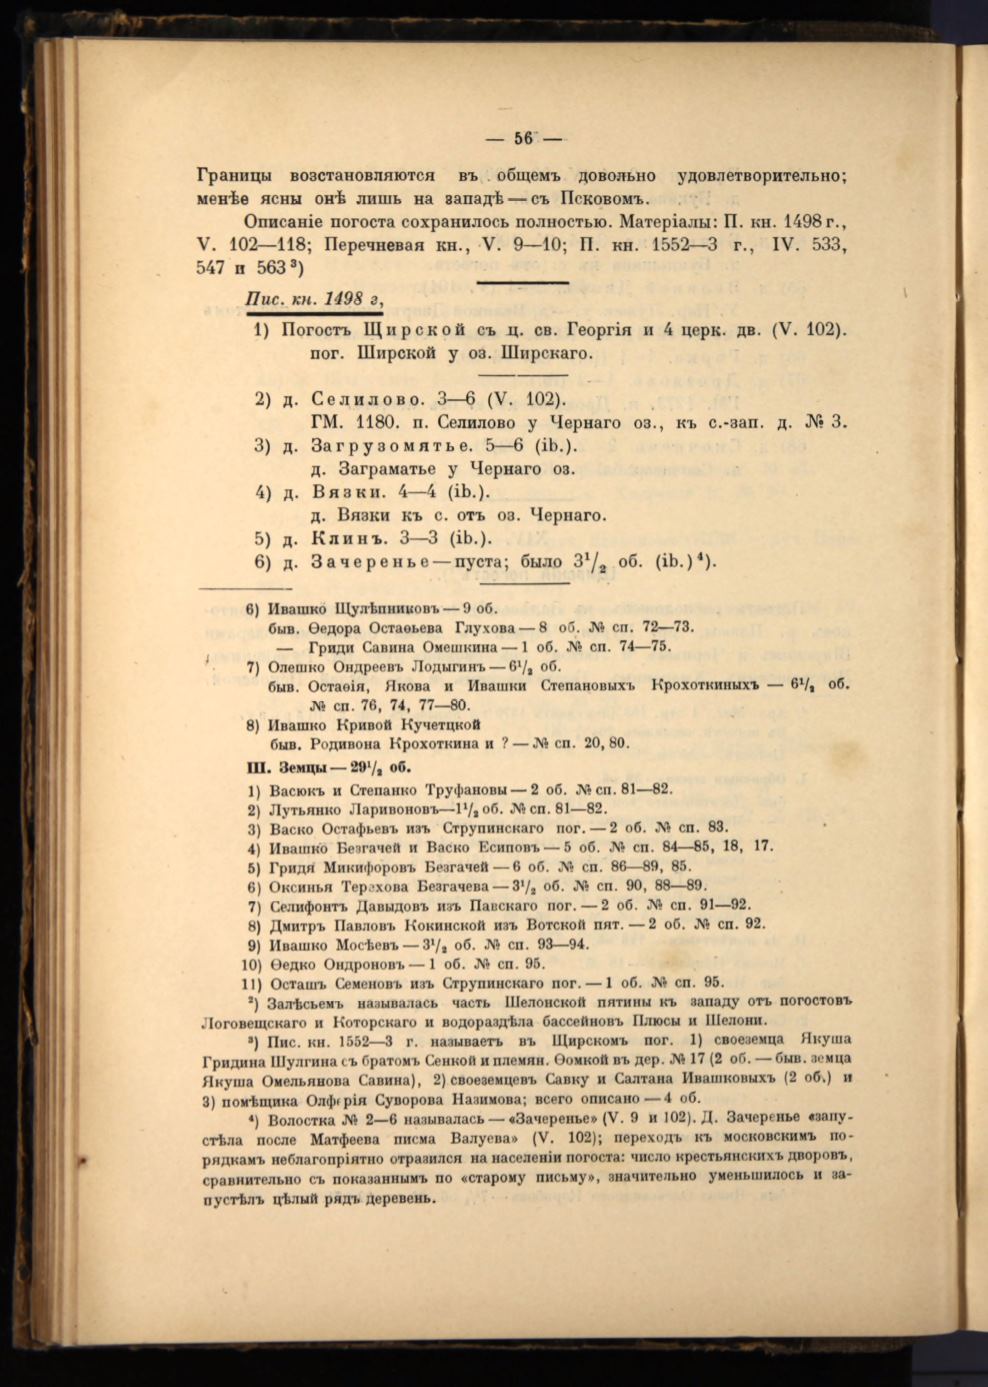 — 56 —
Границы возстановляются въ общемъ довольно удовлетворительно;
менѣе ясны онѣ лишь на западѣ — съ Псковомъ.
Описаніе погоста сохранилось полностью. Матеріалы: П. кн. 1498 г.,
V. 102—118; Перечневая кн., V. 9—10; П. кн. 1552—3 г., IV. 533,
547 и 563 ³)
Пис. кн. 1498 г,
1) Погостъ Щирской съ ц. св. Георгія и 4 церк. дв. (V. 102).
пог. Ширской у оз. Ширскаго.
2) д. Селилово. 3—6 (V. 102).
ГМ. 1180. п. Селилово у Чернаго оз., къ с.-зап. д. № 3.
3) д. Загрузомятье. 5—6 (ib.).
д. Заграматье у Чернаго оз.
4) д. Вязки. 4—4 (ib.).
д. Вязки къ с. отъ оз. Чернаго.
5) д. Клинъ. 3—3 (ib.).
6) д. Зачеренье — пуста; было 3¹/₂ об. (ib.) ⁴).
6) Ивашко Щулѣпниковъ — 9 об.
быв. Ѳедора Остаѳьева Глухова — 8 об. № сп. 72—73.
— Гриди Савина Омешкина — 1 об. № сп. 74—75.
7) Олешко Ондреевъ Лодыгинъ — 6¹/₂ об.
быв. Остаѳія, Якова и Ивашки Степановыхъ Крохоткиныхъ — 6¹/₂ об.
№ сп. 76, 74, 77—80.
8) Ивашко Кривой Кучетцкой
быв. Родивона Крохоткина и ? — № сп. 20, 80.
III. Земцы — 29¹/₂ об.
1) Васюкъ и Степанко Труфановы — 2 об. № сп. 81—82.
2) Лутьянко Ларивоновъ—1¹/₂ об. № сп. 81—82.
3) Васко Остафьевъ изъ Струпинскаго пог. — 2 об. № сп. 83.
4) Ивашко Безгачей и Васко Есиповъ — 5 об. № сп. 84—85, 18, 17.
5) Гридя Микифоровъ Безгачей — 6 об. № сп. 86—89, 85.
6) Оксинья Терехова Безгачева — 3¹/₂ об. № сп. 90, 88—89.
7) Селифонтъ Давыдовъ изъ Павскаго пог. — 2 об. № сп. 91—92.
8) Дмитръ Павловъ Кокинской изъ Вотской пят. — 2 об. № сп. 92.
9) Ивашко Мосѣевъ — 3¹/₂ об. № сп. 93—94.
10) Ѳедко Ондроновъ — 1 об. № сп. 95.
11) Осташъ Семеновъ изъ Струпинскаго пог. — 1 об. № сп. 95.
²) Залѣсьемъ называлась часть Шелонской пятины къ западу отъ погостовъ
Логовещскаго и Которскаго и водораздѣла бассейновъ Плюсы и Шелони.
³) Пис. кн. 1552—3 г. называетъ въ Щирскомъ пог. 1) своеземца Якуша
Гридина Шулгина съ братомъ Сенкой и племян. Ѳомкой въ дер. № 17 (2 об. — быв. земца
Якуша Омельянова Савина), 2) своеземцевъ Савку и Салтана Ивашковыхъ (2 об.) и
3) помѣщика Олферія Суворова Назимова; всего описано — 4 об.
⁴) Волостка № 2—6 называлась — «Зачеренье» (V. 9 и 102). Д. Зачеренье «запу-
стѣла после Матфеева писма Валуева» (V. 102); переходъ къ московскимъ по-
рядкамъ неблагопріятно отразился на населеніи погоста: число крестьянскихъ дворовъ,
сравнительно съ показаннымъ по «старому письму», значительно уменьшилось и за-
пустѣлъ цѣлый рядъ деревень.